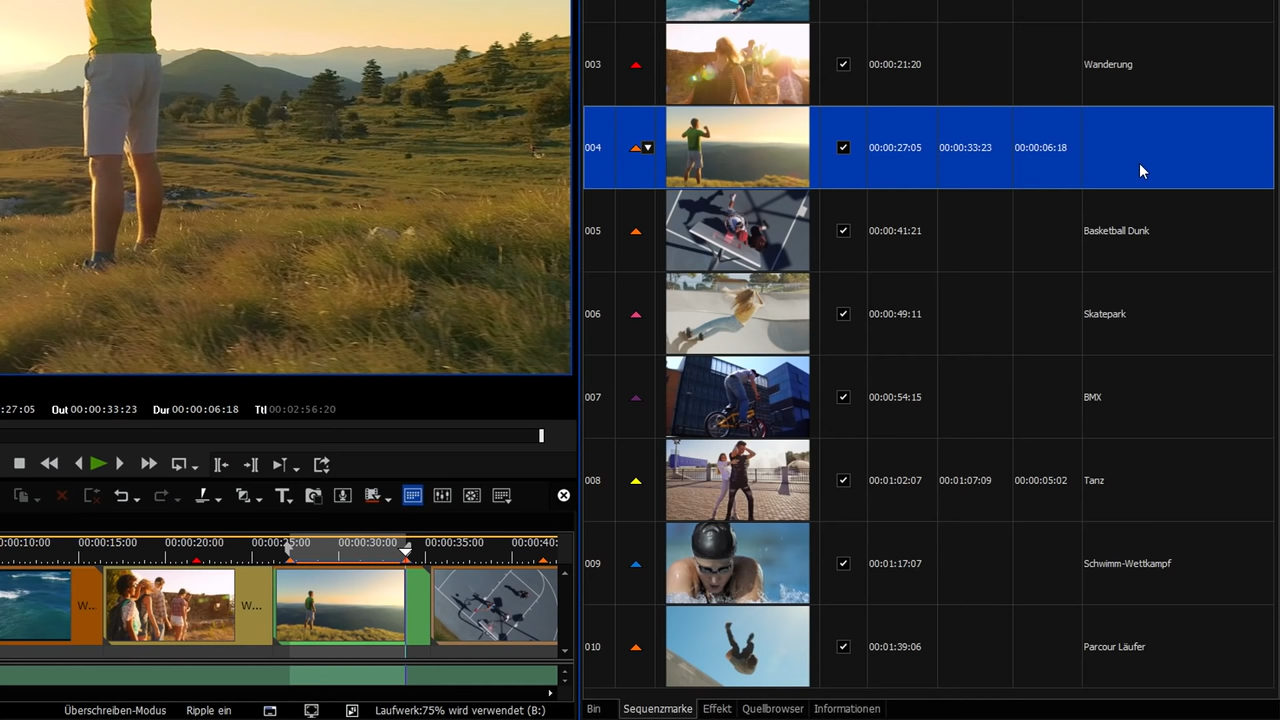 003 00:00:21:20 Wanderung
004 00:00:27:05 00:00:33:23 00:00:06:18
005 00:00:41:21 Basketball Dunk
006 00:00:49:11 Skatepark
007 00:00:54:15 BMX
008 00:01:02:07 00:01:07:09 00:00:05:02 Tanz
009 00:01:17:07 Schwimm-Wettkampf
010 00:01:39:06 Parcour Läufer
Bin Sequenzmarke Effekt Quellbrowser Informationen
:27:05 Out 00:00:33:23 Dur 00:00:06:18 Ttl 00:02:56:20
0:00:10:00 00:00:15:00 00:00:20:00 00:00:25:00 00:00:30:00 00:00:35:00 00:00:40:
W... W...
Überschreiben-Modus Ripple ein Laufwerk:75% wird verwendet (B:)